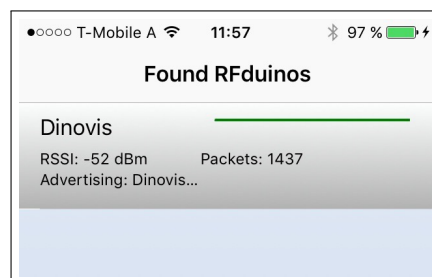 T-Mobile A 11:57 97 %
Found RFduinos
Dinovis
RSSI: -52 dBm Packets: 1437
Advertising: Dinovis...